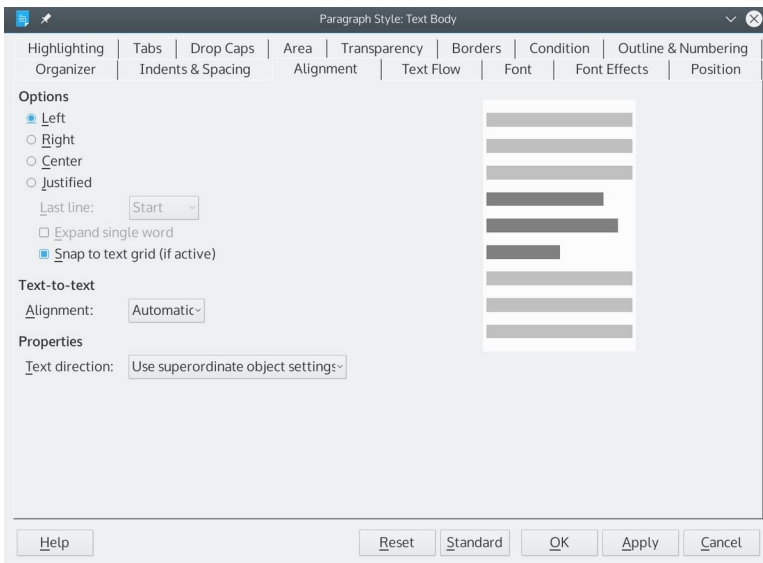 Paragraph Style: Text Body
Highlighting Tabs Drop Caps Area Transparency Borders Condition Outline & Numbering
Organizer Indents & Spacing Alignment Text Flow Font Font Effects Position
Options
Left
Right
Center
Justified
Last line: Start
Expand single word
Snap to text grid (if active)
Text-to-text
Alignment: Automatic
Properties
Text direction: Use superordinate object settings
Help Reset Standard OK Apply Cancel